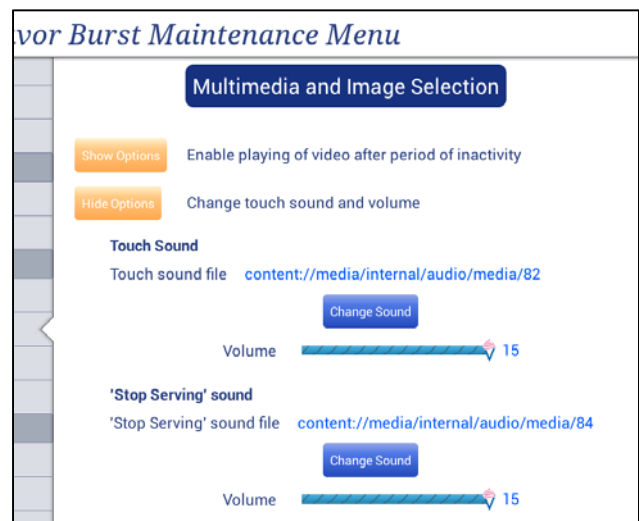 vor Burst Maintenance Menu
Multimedia and Image Selection
Show Options Enable playing of video after period of inactivity
Hide Options Change touch sound and volume
Touch Sound
Touch sound file content://media/internal/audio/media/82
Change Sound
Volume 15
'Stop Serving' sound
'Stop Serving' sound file content://media/internal/audio/media/84
Change Sound
Volume 15